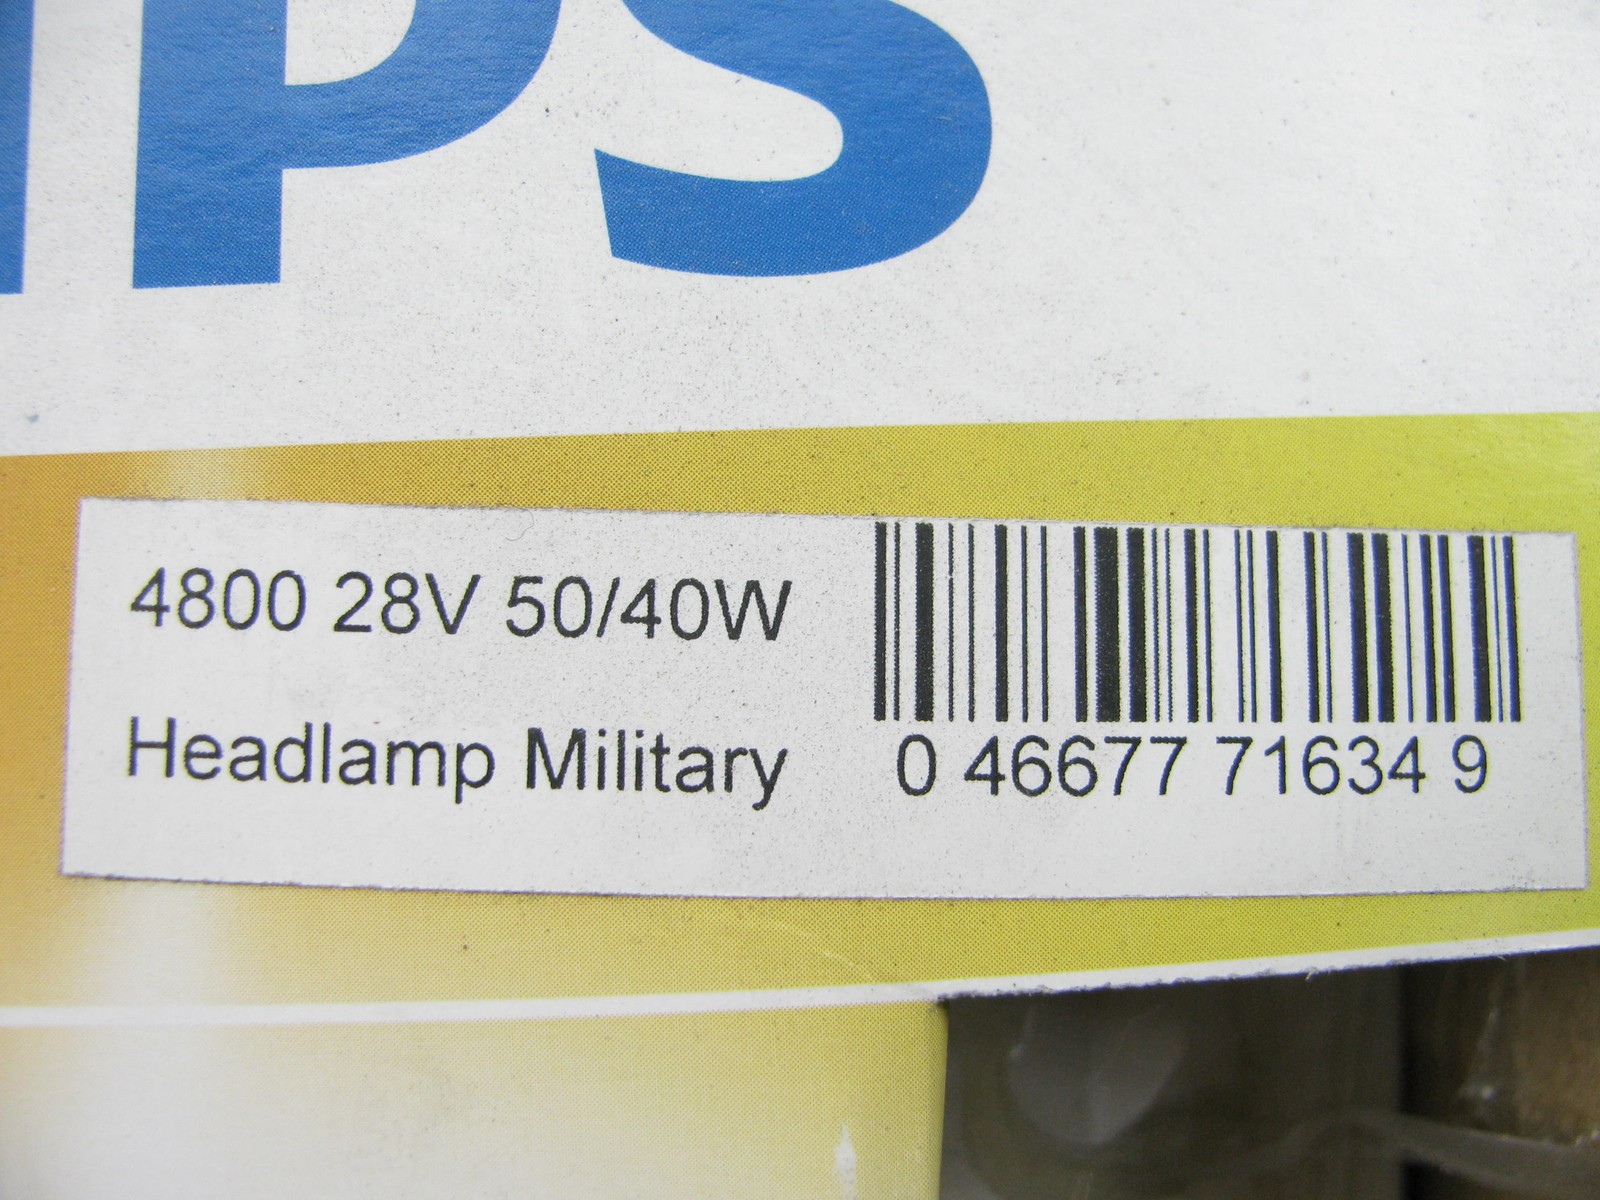 ips
4800 28V 50/40W
Headlamp Military
0 46677 71634 9